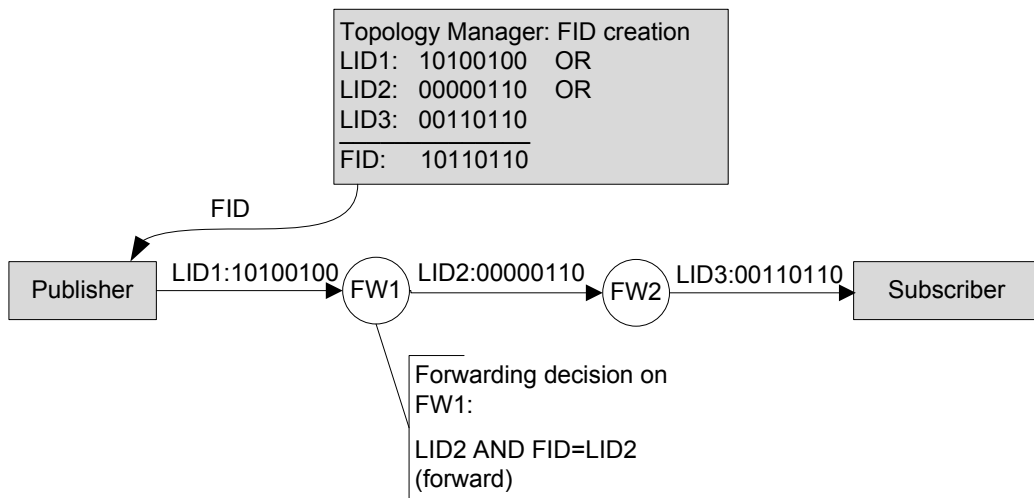 Topology Manager: FID creation
LID1: 10100100 OR
LID2: 00000110 OR
LID3: 00110110
FID: 10110110
FID
Publisher
LID1:10100100
FW1
LID2:00000110
FW2
LID3:00110110
Subscriber
Forwarding decision on
FW1:
LID2 AND FID=LID2
(forward)